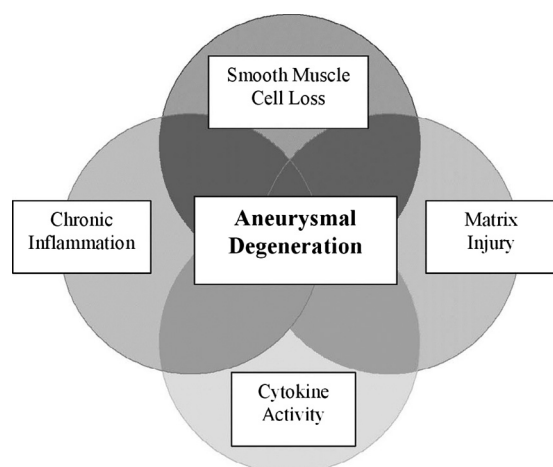 Smooth Muscle
Cell Loss
Chronic
Inflammation
Aneurysmal
Degeneration
Matrix
Injury
Cytokine
Activity